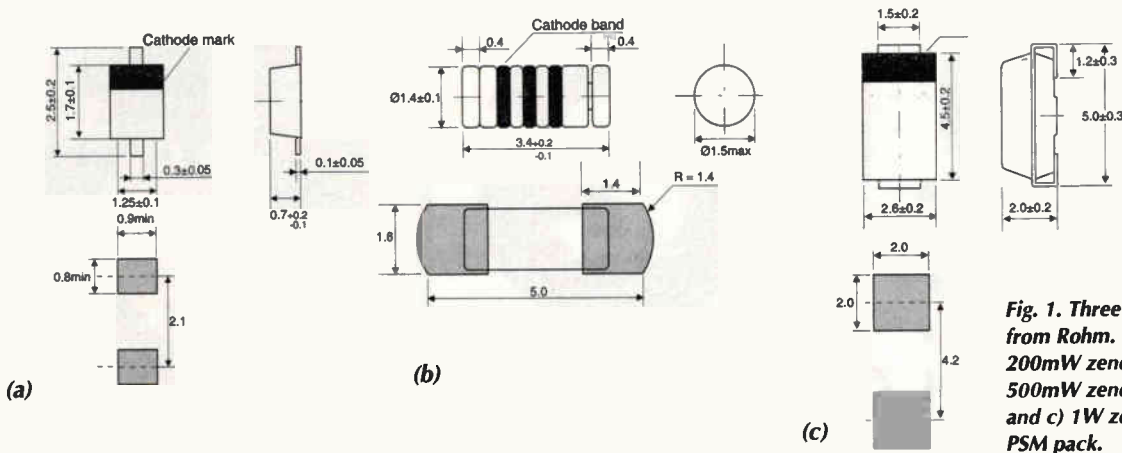 Cathode mark
2.5±0.2
1.7±0.1
0.3±0.05
1.25±0.1
0.9min
0.1±0.05
0.7+0.2
-0.1
0.8min
2.1
(a)
Cathode band
0.4
0.4
Ø1.4±0.1
3.4+0.2
-0.1
Ø1.5max
1.4
R = 1.4
1.6
5.0
(b)
1.5±0.2
4.5±0.2
2.6±0.2
1.2±0.3
5.0±0.3
2.0±0.2
2.0
2.0
4.2
(c)
Fig. 1. Three
from Rohm.
200mW zene
500mW zene
and c) 1W ze
PSM pack.